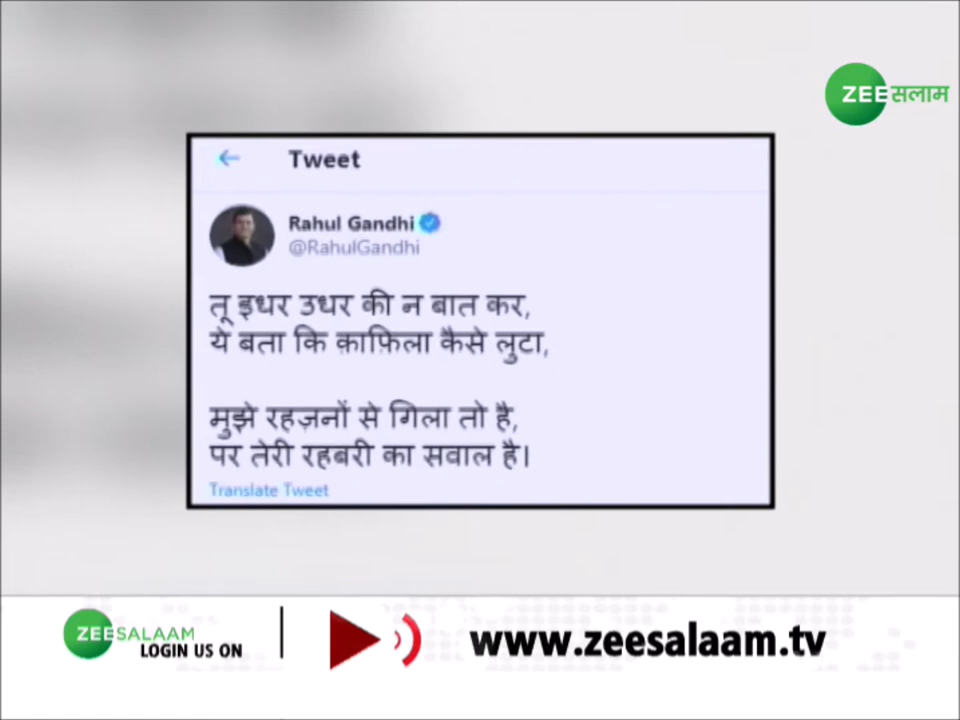 ZEEसलाम
Tweet
Rahul Gandhi
@RahulGandhi
तू इधर उधर की न बात कर,
ये बता कि क़ाफ़िला कैसे लुटा,
मुझे रहज़नों से गिला तो है,
पर तेरी रहबरी का सवाल है।
Translate Tweet
ZEESALAAM
LOGIN US ON
www.zeesalaam.tv